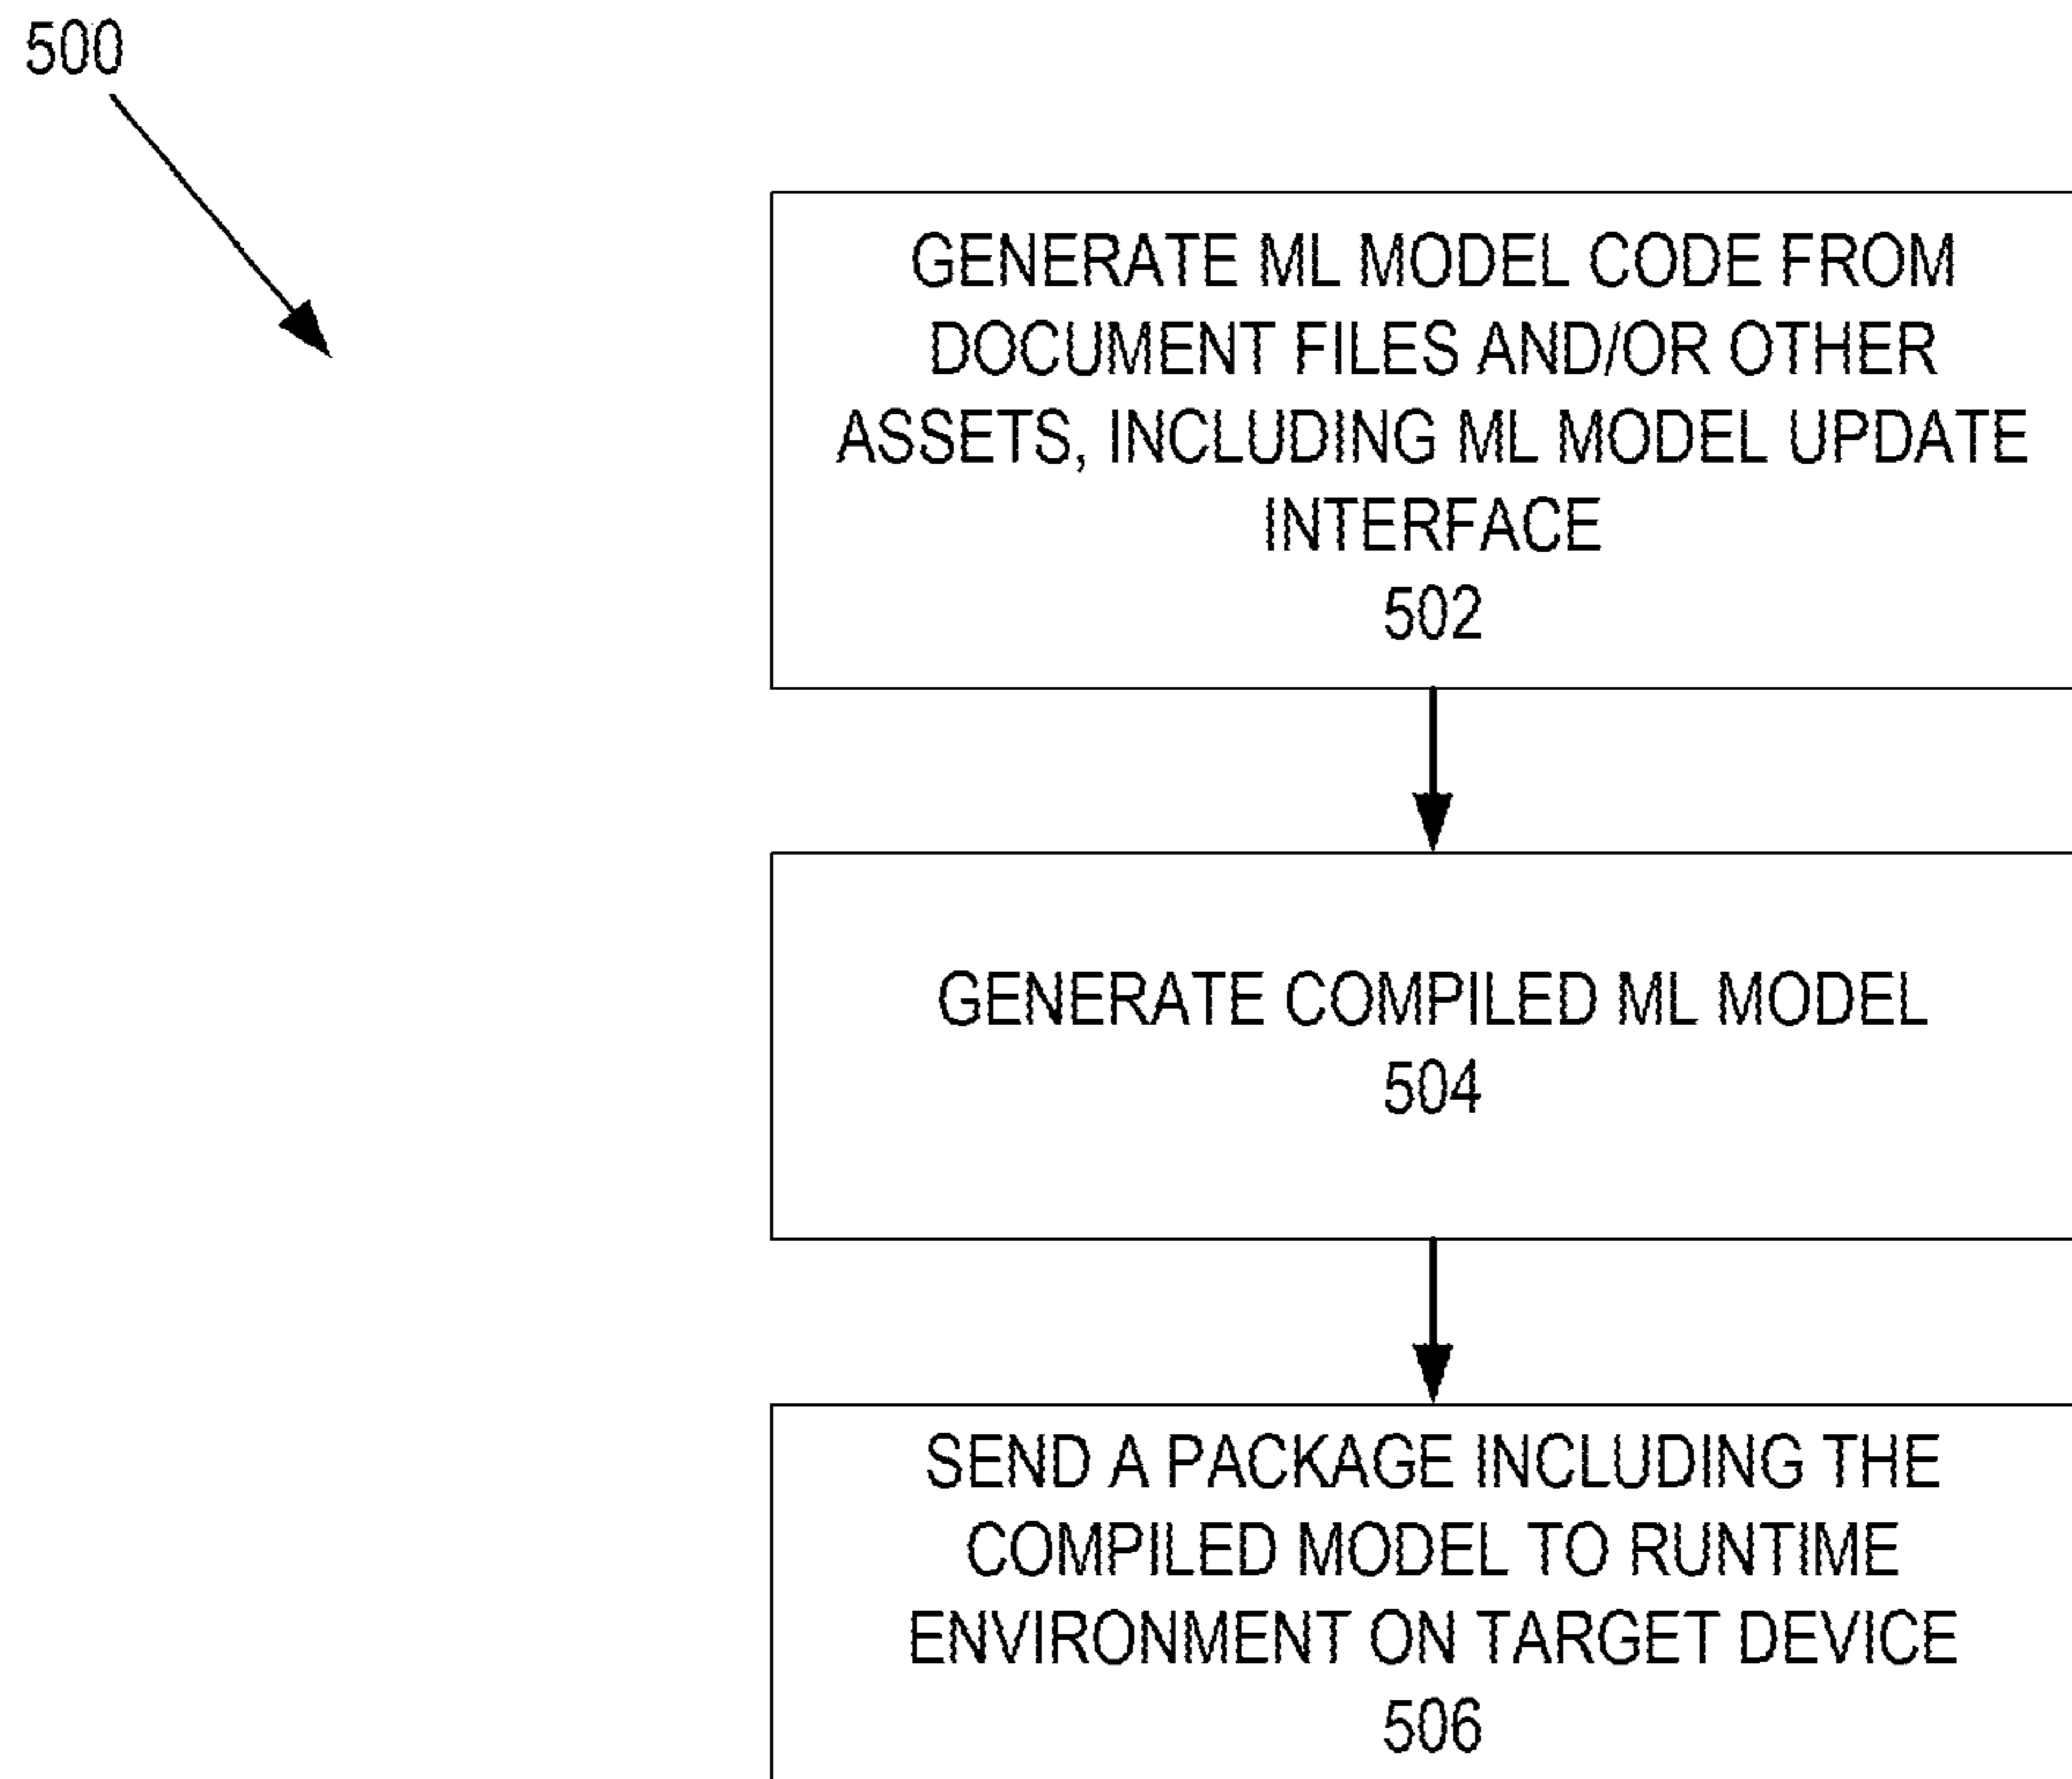 500
GENERATE ML MODEL CODE FROM
DOCUMENT FILES AND/OR OTHER
ASSETS, INCLUDING ML MODEL UPDATE
INTERFACE
502
GENERATE COMPILED ML MODEL
504
SEND A PACKAGE INCLUDING THE
COMPILED MODEL TO RUNTIME
ENVIRONMENT ON TARGET DEVICE
506